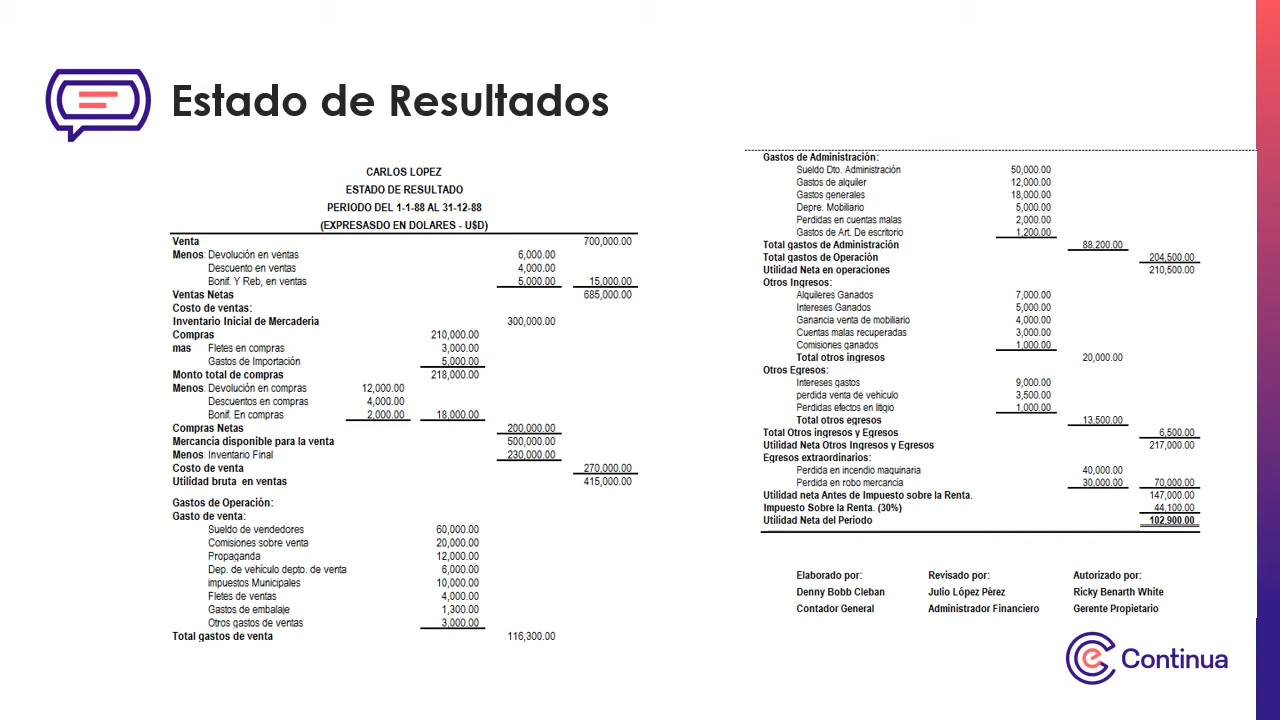 Estado de Resultados
CARLOS LOPEZ
ESTADO DE RESULTADO
PERIODO DEL 1-1-88 AL 31-12-88
(EXPRESASDO EN DOLARES - U$D)
Venta 700,000.00
Menos: Devolución en ventas 6,000.00
Descuento en ventas 4,000.00
Bonif. Y Reb, en ventas 5,000.00 15,000.00
Ventas Netas 685,000.00
Costo de ventas:
Inventario Inicial de Mercadería 300,000.00
Compras 210,000.00
mas Fletes en compras 3,000.00
Gastos de Importación 5,000.00
Monto total de compras 218,000.00
Menos: Devolución en compras 12,000.00
Descuentos en compras 4,000.00
Bonif. En compras 2,000.00 18,000.00
Compras Netas 200,000.00
Mercancía disponible para la venta 500,000.00
Menos: Inventario Final 230,000.00
Costo de venta 270,000.00
Utilidad bruta en ventas 415,000.00
Gastos de Operación:
Gasto de venta:
Sueldo de vendedores 60,000.00
Comisiones sobre venta 20,000.00
Propaganda 12,000.00
Dep. de vehículo depto. de venta 6,000.00
impuestos Municipales 10,000.00
Fletes de ventas 4,000.00
Gastos de embalaje 1,300.00
Otros gastos de ventas 3,000.00
Total gastos de venta 116,300.00
Gastos de Administración:
Sueldo Dto. Administración 50,000.00
Gastos de alquiler 12,000.00
Gastos generales 18,000.00
Depre. Mobiliario 5,000.00
Perdidas en cuentas malas 2,000.00
Gastos de Art. De escritorio 1,200.00
Total gastos de Administración 88,200.00
Total gastos de Operación 204,500.00
Utilidad Neta en operaciones 210,500.00
Otros Ingresos:
Alquileres Ganados 7,000.00
Intereses Ganados 5,000.00
Ganancia venta de mobiliario 4,000.00
Cuentas malas recuperadas 3,000.00
Comisiones ganados 1,000.00
Total otros ingresos 20,000.00
Otros Egresos:
Intereses gastos 9,000.00
perdida venta de vehículo 3,500.00
Perdidas efectos en litigio 1,000.00
Total otros egresos 13,500.00
Total Otros ingresos y Egresos 6,500.00
Utilidad Neta Otros Ingresos y Egresos 217,000.00
Egresos extraordinarios:
Perdida en incendio maquinaria 40,000.00
Perdida en robo mercancía 30,000.00 70,000.00
Utilidad neta Antes de Impuesto sobre la Renta. 147,000.00
Impuesto Sobre la Renta. (30%) 44,100.00
Utilidad Neta del Periodo 102,900.00
Elaborado por: Revisado por: Autorizado por:
Denny Bobb Cleban Julio López Pérez Ricky Benarth White
Contador General Administrador Financiero Gerente Propietario
Continua